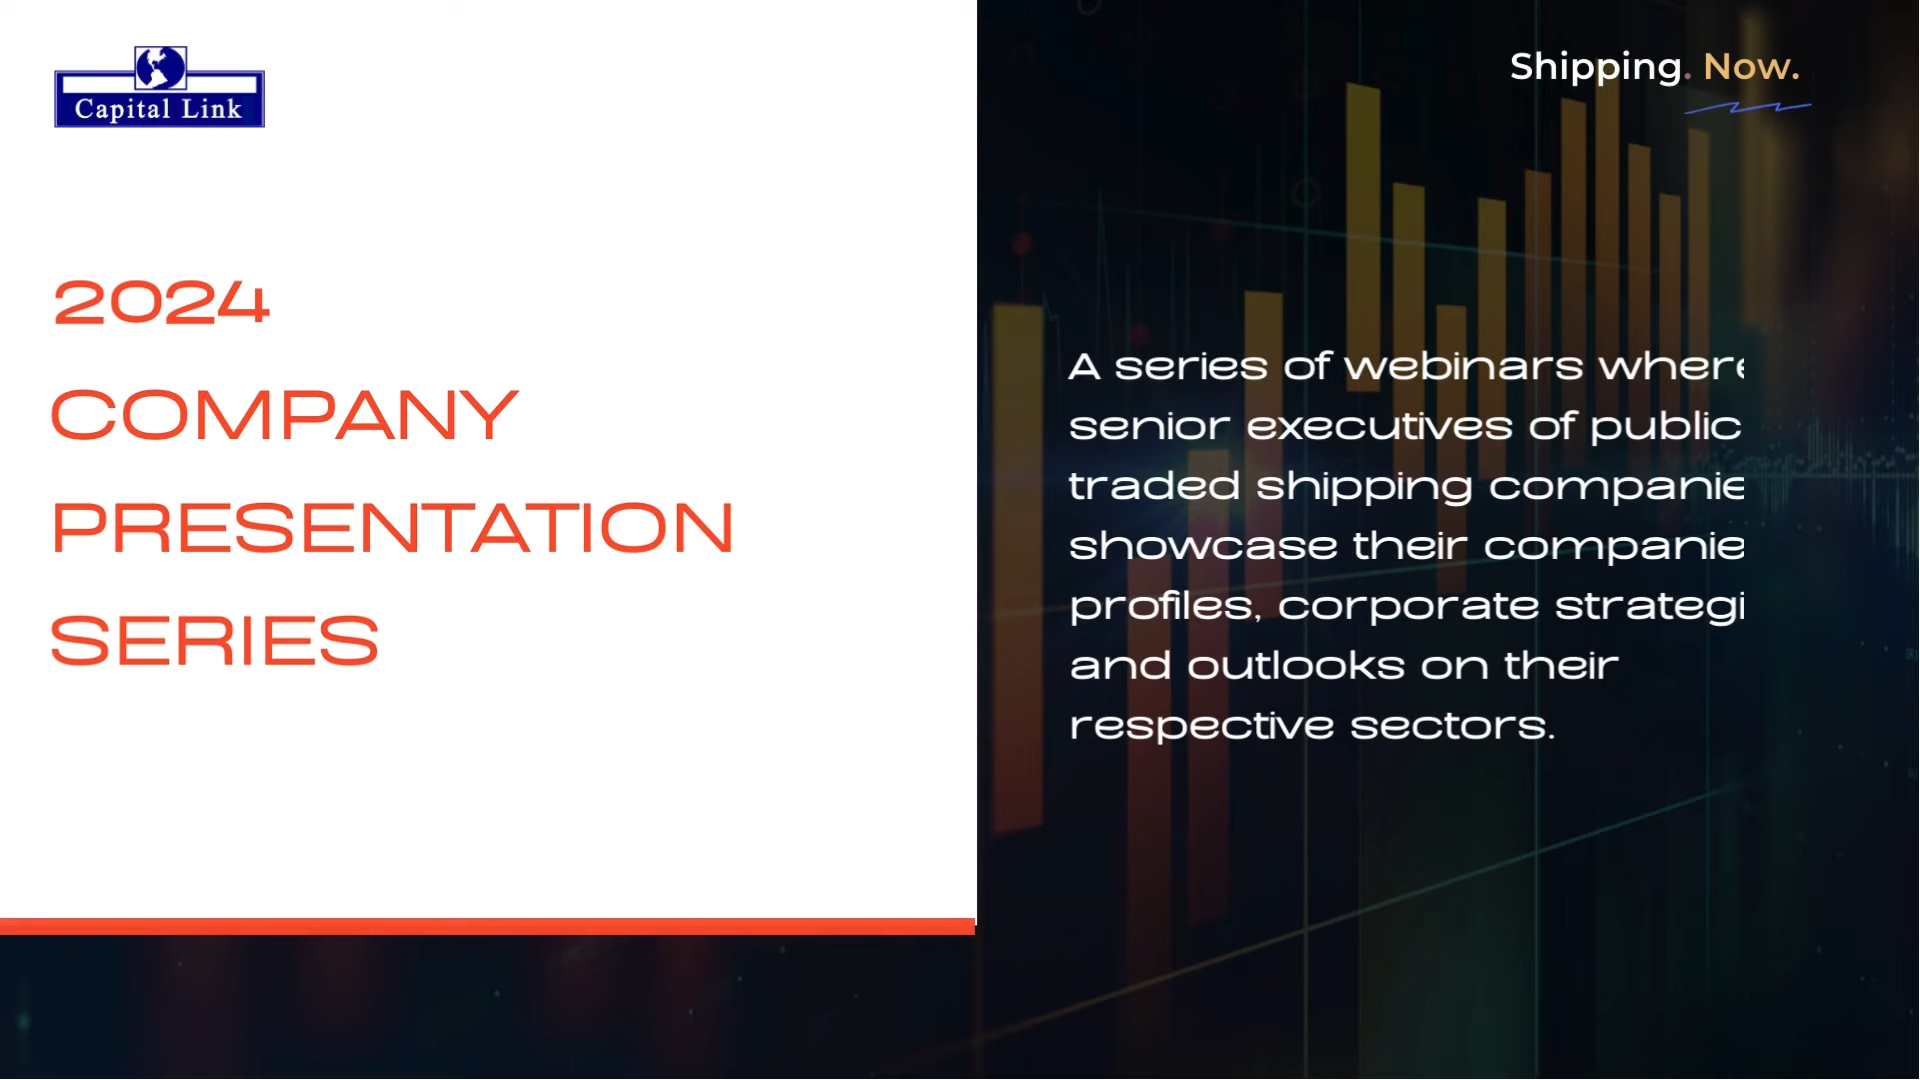 Capital Link
Shipping. Now.
2024
COMPANY
PRESENTATION
SERIES
A series of webinars where
senior executives of public
traded shipping companie
showcase their companie
profiles, corporate strategi
and outlooks on their
respective sectors.